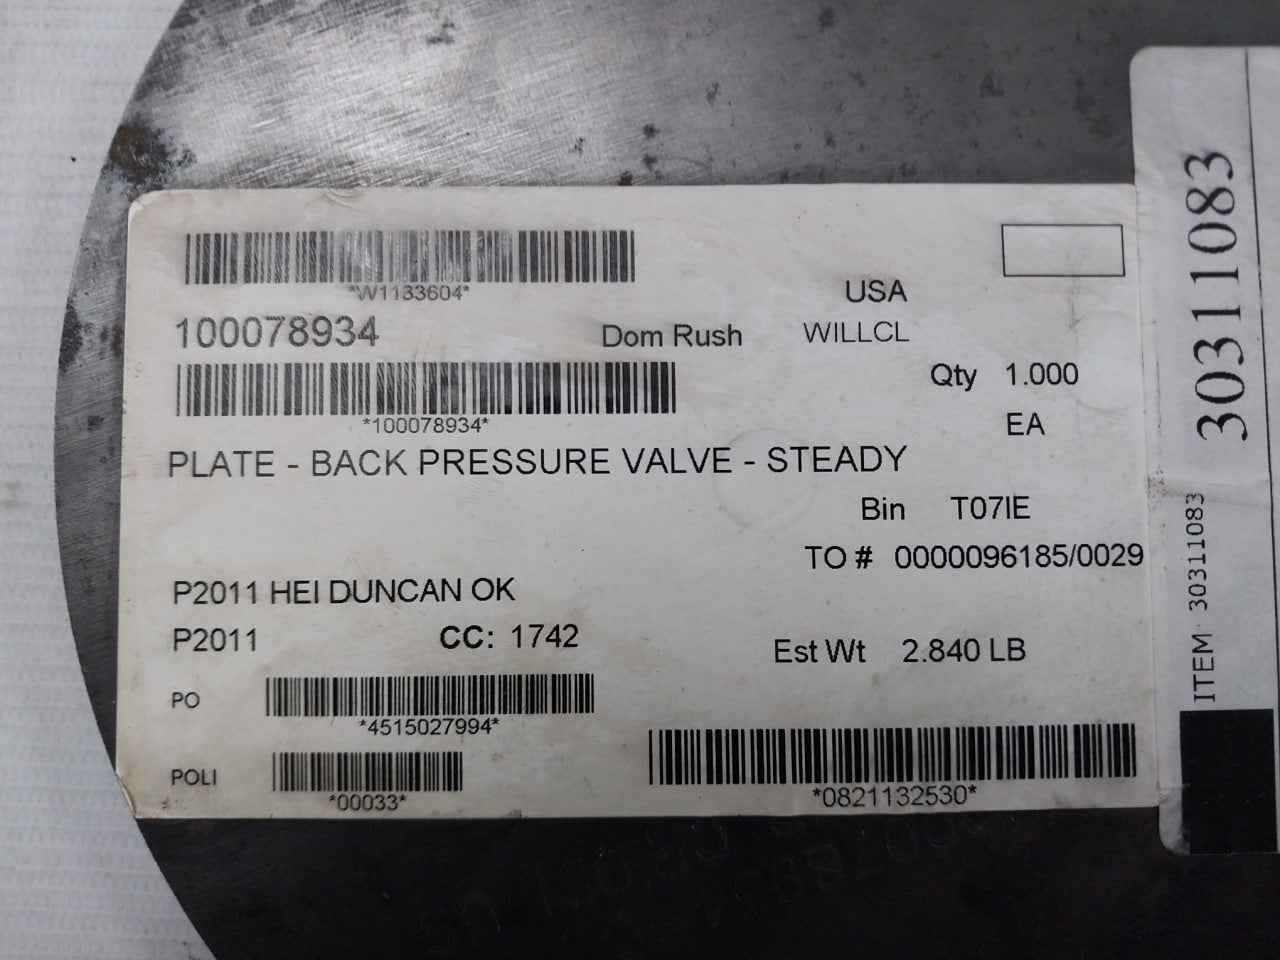 *W1133604*
USA
100078934
Dom Rush
WILLCL
Qty 1.000
*100078934*
EA
PLATE - BACK PRESSURE VALVE - STEADY
Bin T07IE
TO # 0000096185/0029
P2011 HEI DUNCAN OK
P2011
CC: 1742
Est Wt 2.840 LB
PO
*4515027994*
POLI
*00033*
*0821132530*
30311083
ITEM 30311083